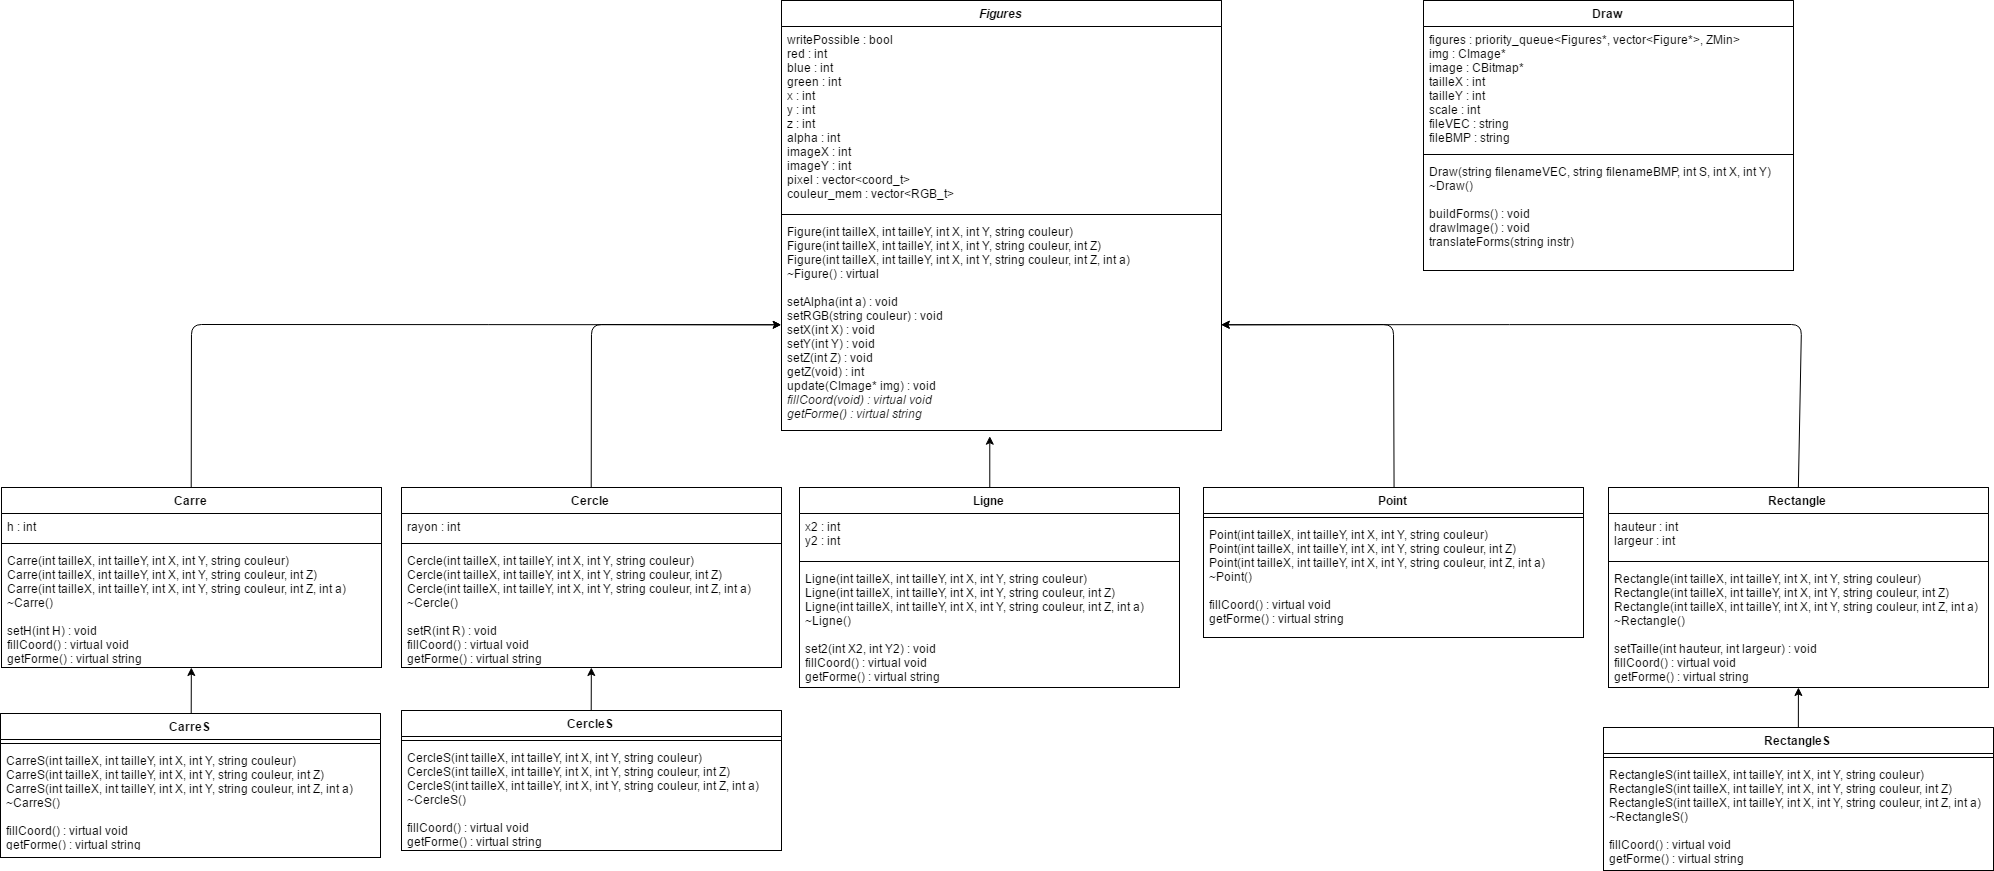 Figures
writePossible : bool
red : int
blue : int
green : int
x : int
y : int
z : int
alpha : int
imageX : int
imageY : int
pixel : vector<coord_t>
couleur_mem : vector<RGB_t>
Figure(int tailleX, int tailleY, int X, int Y, string couleur)
Figure(int tailleX, int tailleY, int X, int Y, string couleur, int Z)
Figure(int tailleX, int tailleY, int X, int Y, string couleur, int Z, int a)
~Figure() : virtual
setAlpha(int a) : void
setRGB(string couleur) : void
setX(int X) : void
setY(int Y) : void
setZ(int Z) : void
getZ(void) : int
update(CImage* img) : void
fillCoord(void) : virtual void
getForme() : virtual string
Draw
figures : priority_queue<Figures*, vector<Figure*>, ZMin>
img : CImage*
image : CBitmap*
tailleX : int
tailleY : int
scale : int
fileVEC : string
fileBMP : string
Draw(string filenameVEC, string filenameBMP, int S, int X, int Y)
~Draw()
buildForms() : void
drawImage() : void
translateForms(string instr)
Carre
h : int
Carre(int tailleX, int tailleY, int X, int Y, string couleur)
Carre(int tailleX, int tailleY, int X, int Y, string couleur, int Z)
Carre(int tailleX, int tailleY, int X, int Y, string couleur, int Z, int a)
~Carre()
setH(int H) : void
fillCoord() : virtual void
getForme() : virtual string
Cercle
rayon : int
Cercle(int tailleX, int tailleY, int X, int Y, string couleur)
Cercle(int tailleX, int tailleY, int X, int Y, string couleur, int Z)
Cercle(int tailleX, int tailleY, int X, int Y, string couleur, int Z, int a)
~Cercle()
setR(int R) : void
fillCoord() : virtual void
getForme() : virtual string
Ligne
x2 : int
y2 : int
Ligne(int tailleX, int tailleY, int X, int Y, string couleur)
Ligne(int tailleX, int tailleY, int X, int Y, string couleur, int Z)
Ligne(int tailleX, int tailleY, int X, int Y, string couleur, int Z, int a)
~Ligne()
set2(int X2, int Y2) : void
fillCoord() : virtual void
getForme() : virtual string
Point
Point(int tailleX, int tailleY, int X, int Y, string couleur)
Point(int tailleX, int tailleY, int X, int Y, string couleur, int Z)
Point(int tailleX, int tailleY, int X, int Y, string couleur, int Z, int a)
~Point()
fillCoord() : virtual void
getForme() : virtual string
Rectangle
hauteur : int
largeur : int
Rectangle(int tailleX, int tailleY, int X, int Y, string couleur)
Rectangle(int tailleX, int tailleY, int X, int Y, string couleur, int Z)
Rectangle(int tailleX, int tailleY, int X, int Y, string couleur, int Z, int a)
~Rectangle()
setTaille(int hauteur, int largeur) : void
fillCoord() : virtual void
getForme() : virtual string
CarreS
CarreS(int tailleX, int tailleY, int X, int Y, string couleur)
CarreS(int tailleX, int tailleY, int X, int Y, string couleur, int Z)
CarreS(int tailleX, int tailleY, int X, int Y, string couleur, int Z, int a)
~CarreS()
fillCoord() : virtual void
getForme() : virtual string
CercleS
CercleS(int tailleX, int tailleY, int X, int Y, string couleur)
CercleS(int tailleX, int tailleY, int X, int Y, string couleur, int Z)
CercleS(int tailleX, int tailleY, int X, int Y, string couleur, int Z, int a)
~CercleS()
fillCoord() : virtual void
getForme() : virtual string
RectangleS
RectangleS(int tailleX, int tailleY, int X, int Y, string couleur)
RectangleS(int tailleX, int tailleY, int X, int Y, string couleur, int Z)
RectangleS(int tailleX, int tailleY, int X, int Y, string couleur, int Z, int a)
~RectangleS()
fillCoord() : virtual void
getForme() : virtual string